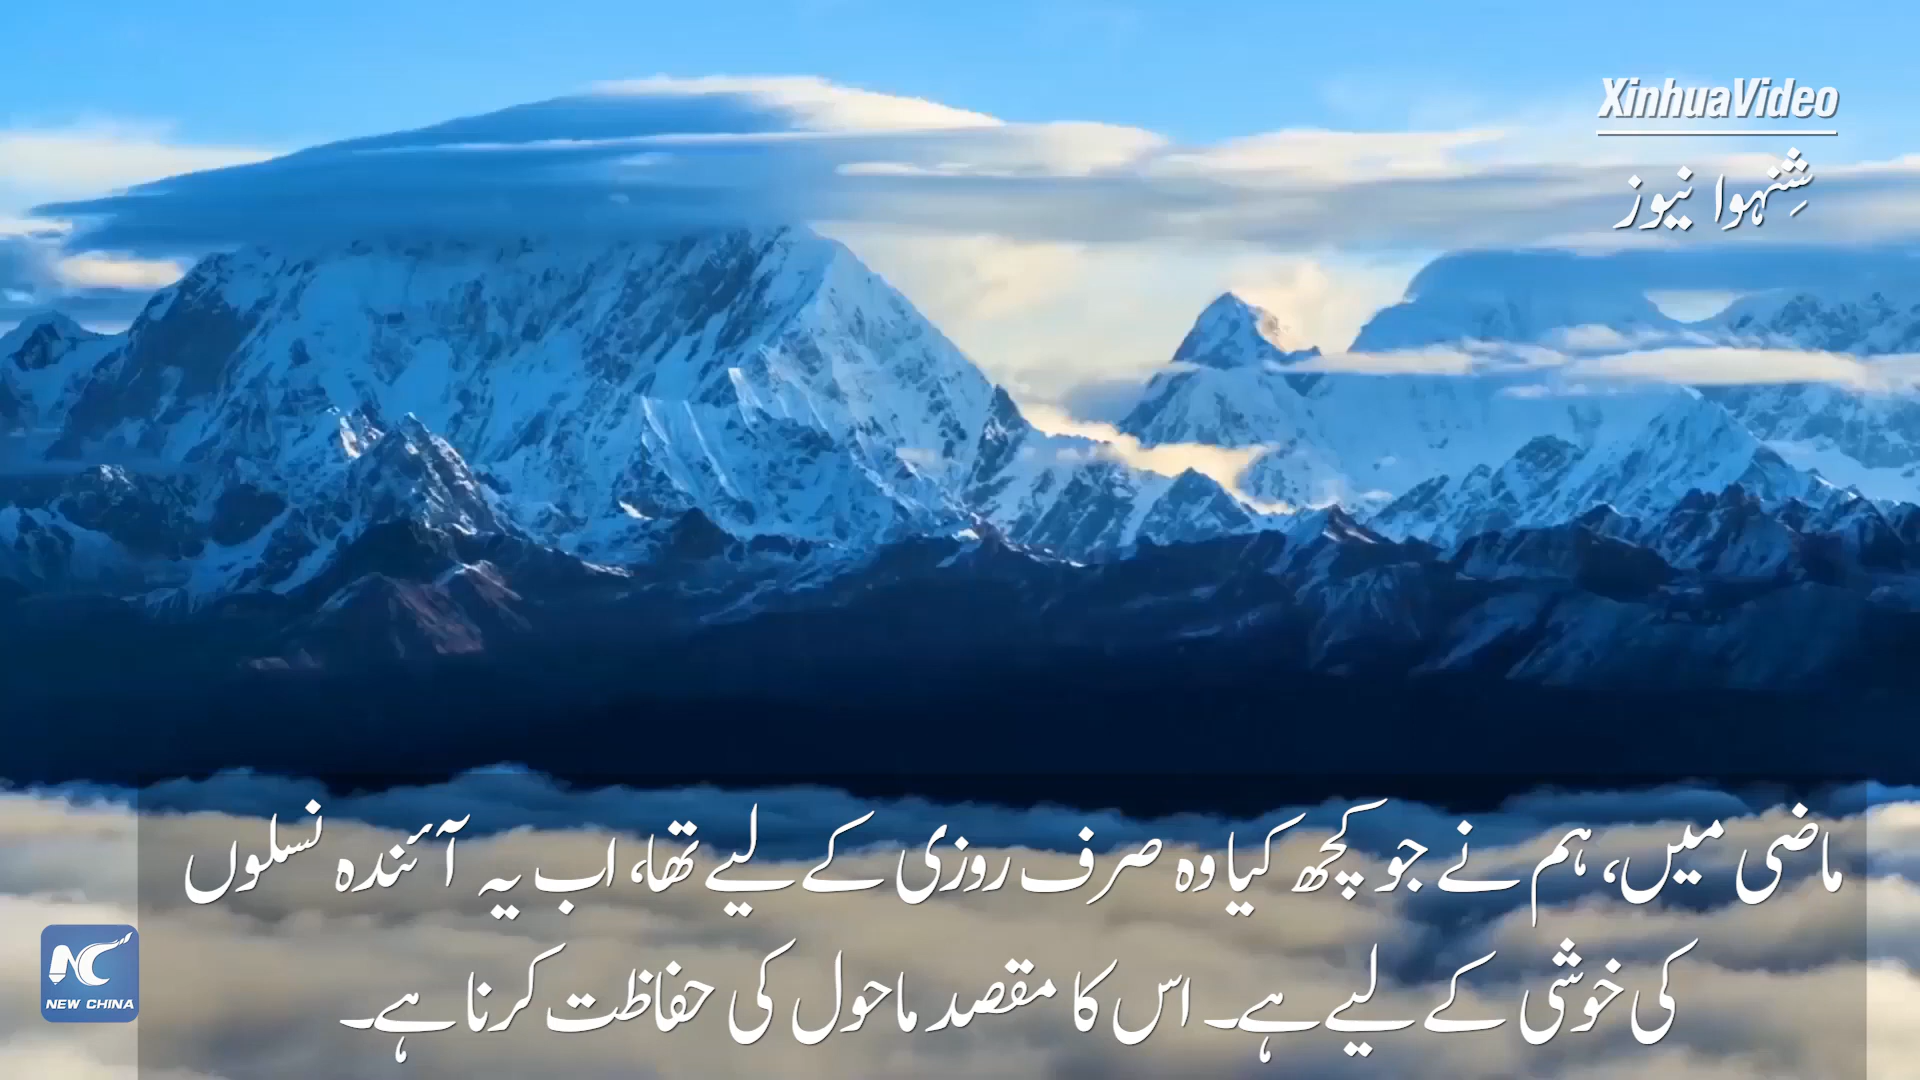 XinhuaVideo
شِنہوا نیوز
ماضی میں، ہم نے جو کچھ کیا وہ صرف روزی کے لیے تھا، اب یہ آئندہ نسلوں
کی خوشی کے لیے ہے۔ اس کا مقصد ماحول کی حفاظت کرنا ہے۔
NEW CHINA